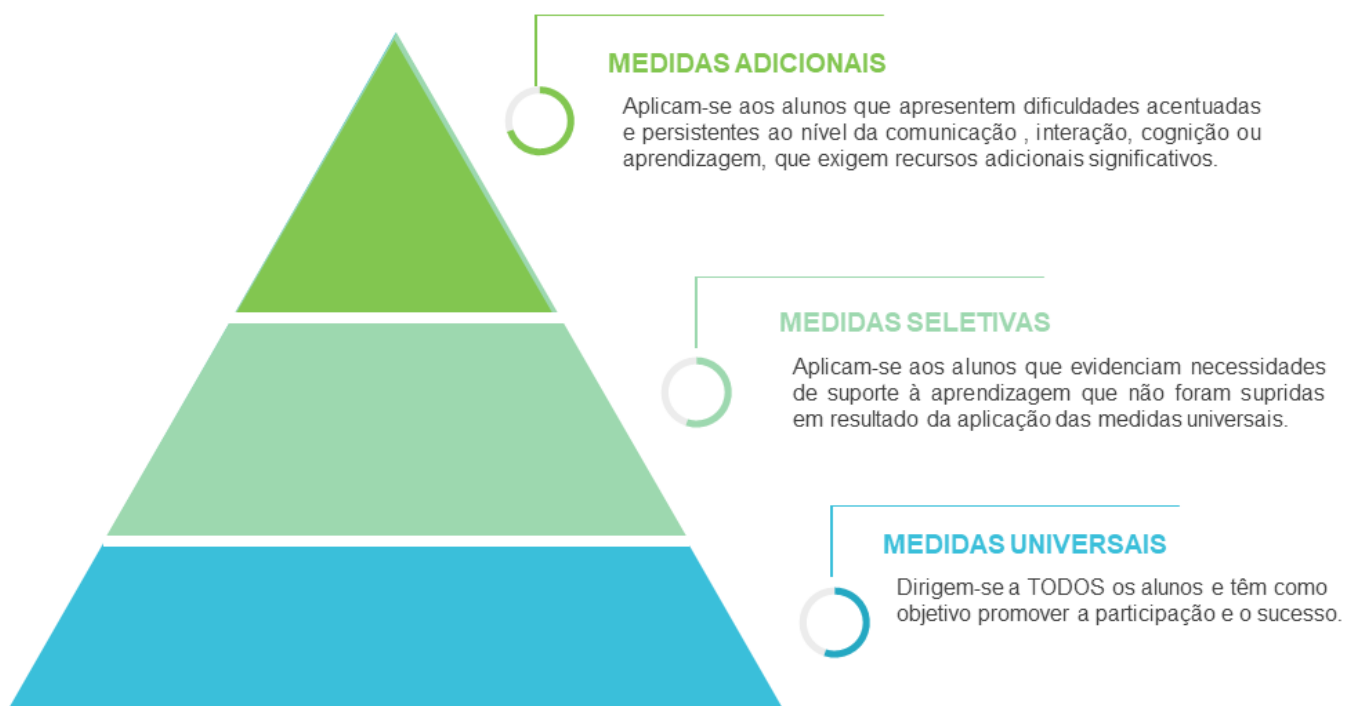 MEDIDAS ADICIONAIS
Aplicam-se aos alunos que apresentem dificuldades acentuadas
e persistentes ao nível da comunicação , interação, cognição ou
aprendizagem, que exigem recursos adicionais significativos.
MEDIDAS SELETIVAS
Aplicam-se aos alunos que evidenciam necessidades
de suporte à aprendizagem que não foram supridas
em resultado da aplicação das medidas universais.
MEDIDAS UNIVERSAIS
Dirigem-se a TODOS os alunos e têm como
objetivo promover a participação e o sucesso.